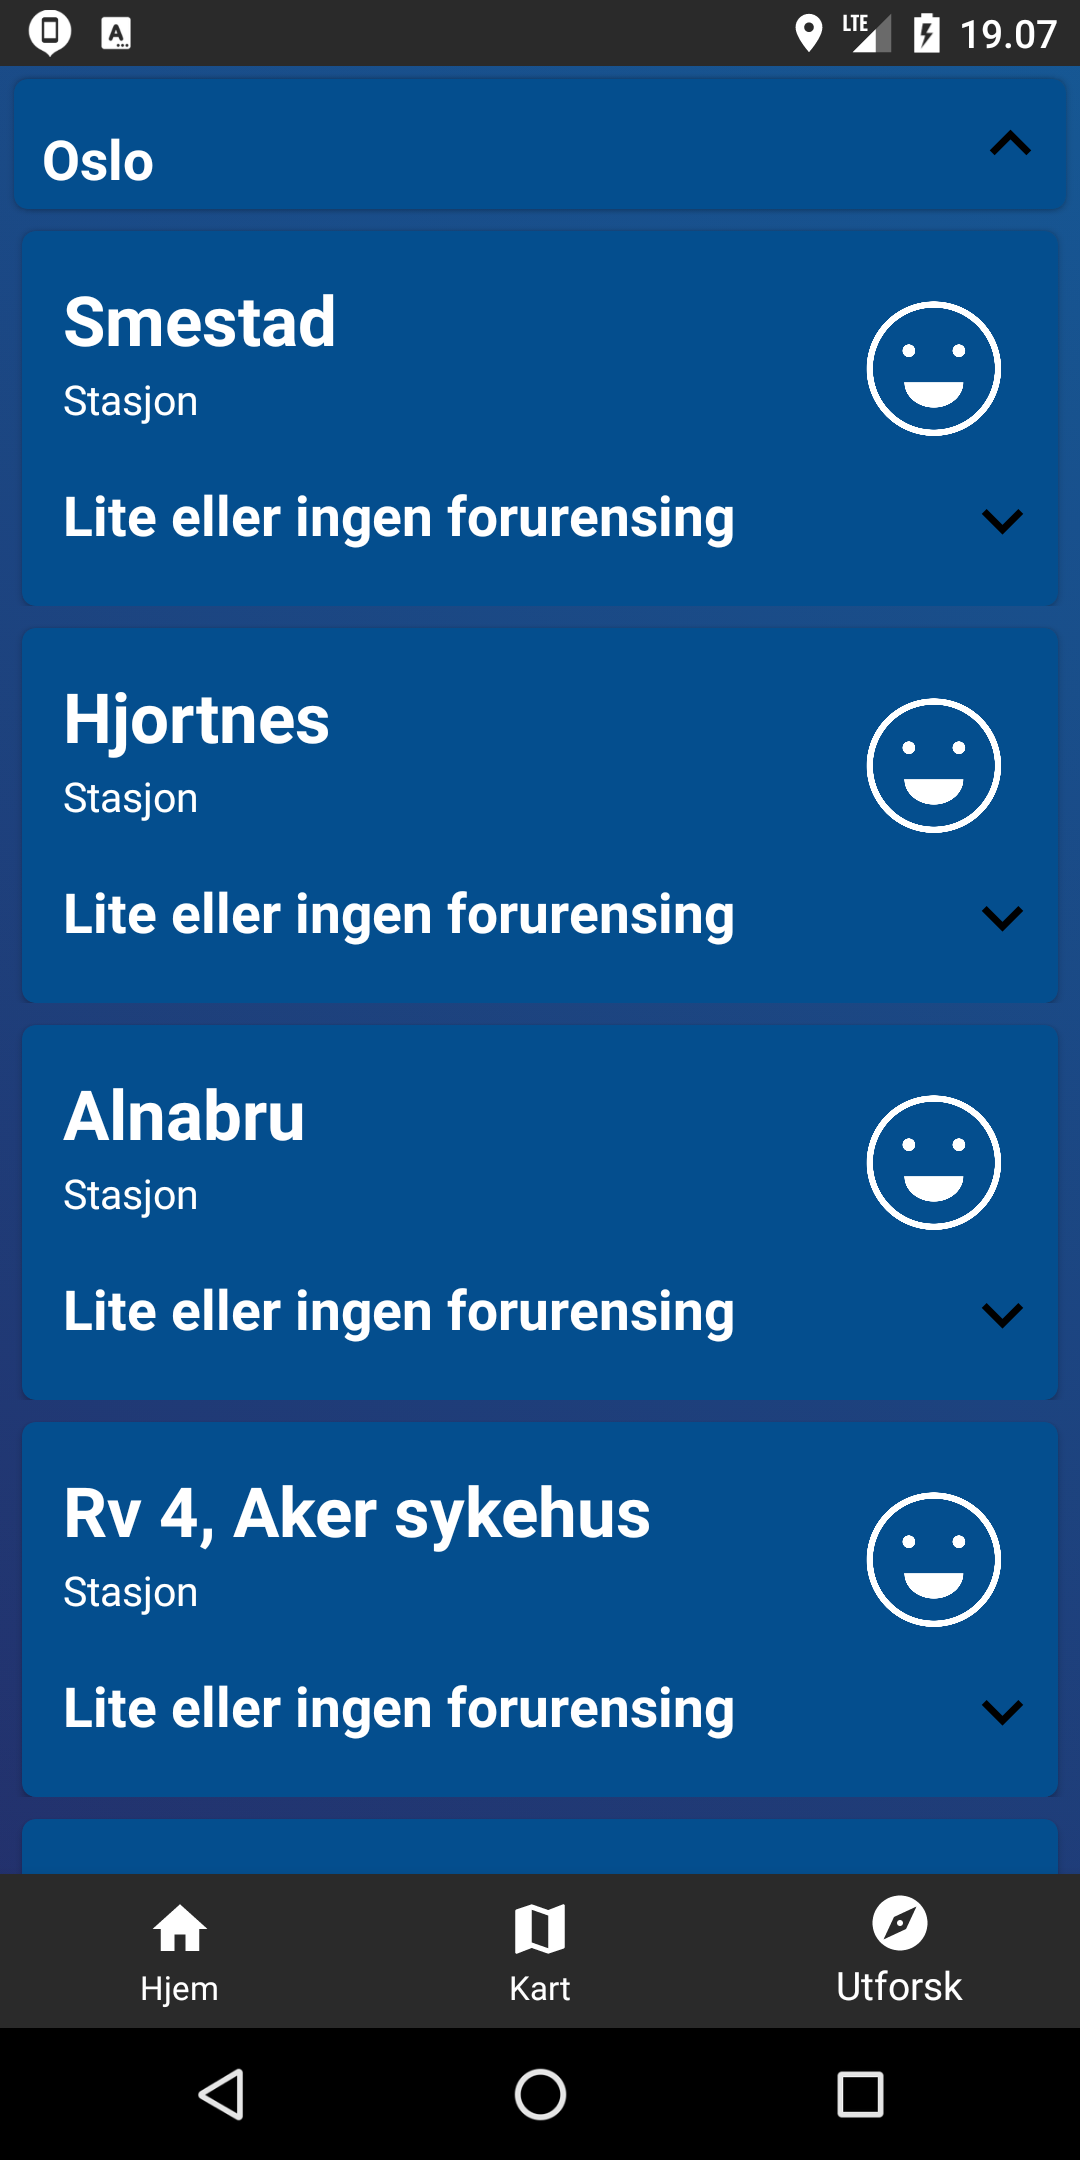 LTE 19.07
Oslo
Smestad
Stasjon
Lite eller ingen forurensing
Hjortnes
Stasjon
Lite eller ingen forurensing
Alnabru
Stasjon
Lite eller ingen forurensing
Rv 4, Aker sykehus
Stasjon
Lite eller ingen forurensing
Hjem Kart Utforsk